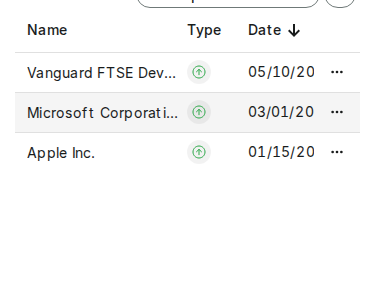 Name Type Date
Vanguard FTSE Dev... 05/10/20
Microsoft Corporati... 03/01/20
Apple Inc. 01/15/20